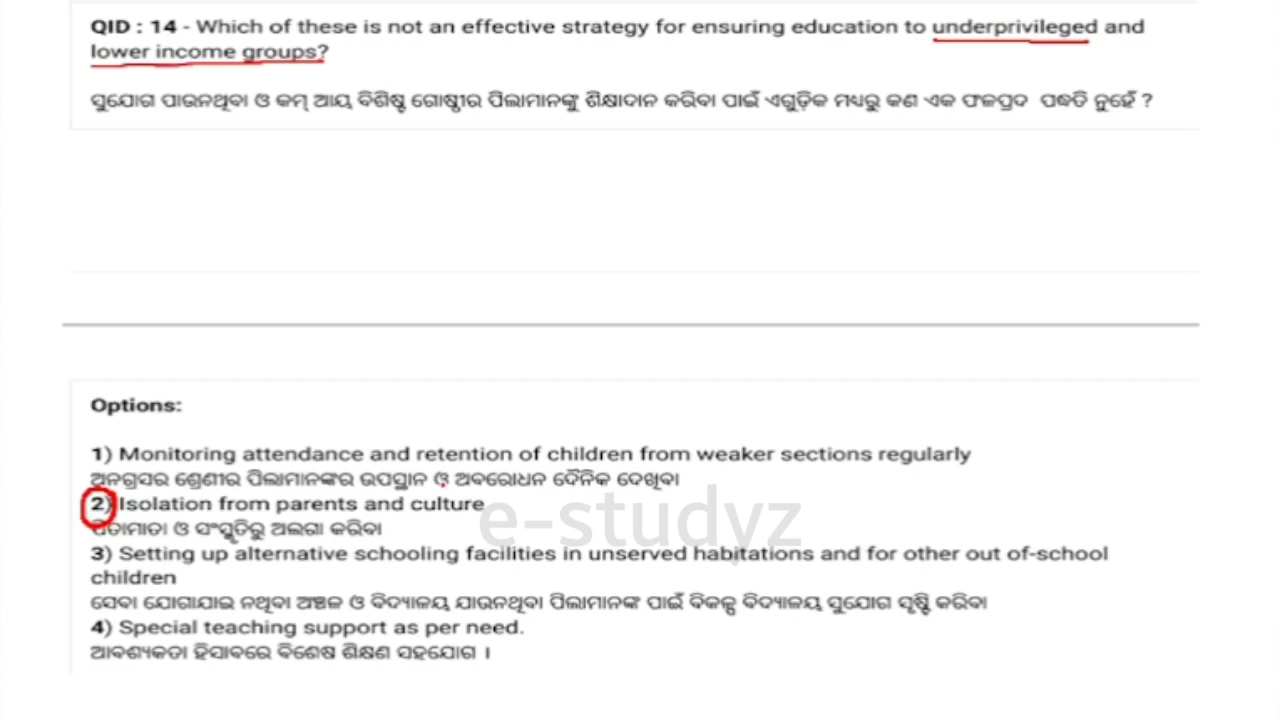 QID : 14 - Which of these is not an effective strategy for ensuring education to underprivileged and
lower income groups?
ସୁଯୋଗ ପାଉନଥିବା ଓ କମ୍ ଆୟ ବିଶିଷ୍ଟ ଗୋଷ୍ଠୀର ପିଲାମାନଙ୍କୁ ଶିକ୍ଷାଦାନ କରିବା ପାଇଁ ଏଗୁଡ଼ିକ ମଧ୍ୟରୁ କଣ ଏକ ଫଳପ୍ରଦ ପଦ୍ଧତି ନୁହେଁ ?
Options:
1) Monitoring attendance and retention of children from weaker sections regularly
ଅନଗ୍ରସର ଶ୍ରେଣୀର ପିଲାମାନଙ୍କର ଉପସ୍ଥାନ ଓ ଅବରୋଧନ ଦୈନିକ ଦେଖିବା
2) Isolation from parents and culture
ପିତାମାତା ଓ ସଂସ୍କୃତିରୁ ଅଲଗା କରିବା
e-studyz
3) Setting up alternative schooling facilities in unserved habitations and for other out of-school
children
ସେବା ଯୋଗାଯାଇ ନଥିବା ଅଞ୍ଚଳ ଓ ବିଦ୍ୟାଳୟ ଯାଉନଥିବା ପିଲାମାନଙ୍କ ପାଇଁ ବିକଳ୍ପ ବିଦ୍ୟାଳୟ ସୁଯୋଗ ସୃଷ୍ଟି କରିବା
4) Special teaching support as per need.
ଆବଶ୍ୟକତା ହିସାବରେ ବିଶେଷ ଶିକ୍ଷଣ ସହଯୋଗ ।